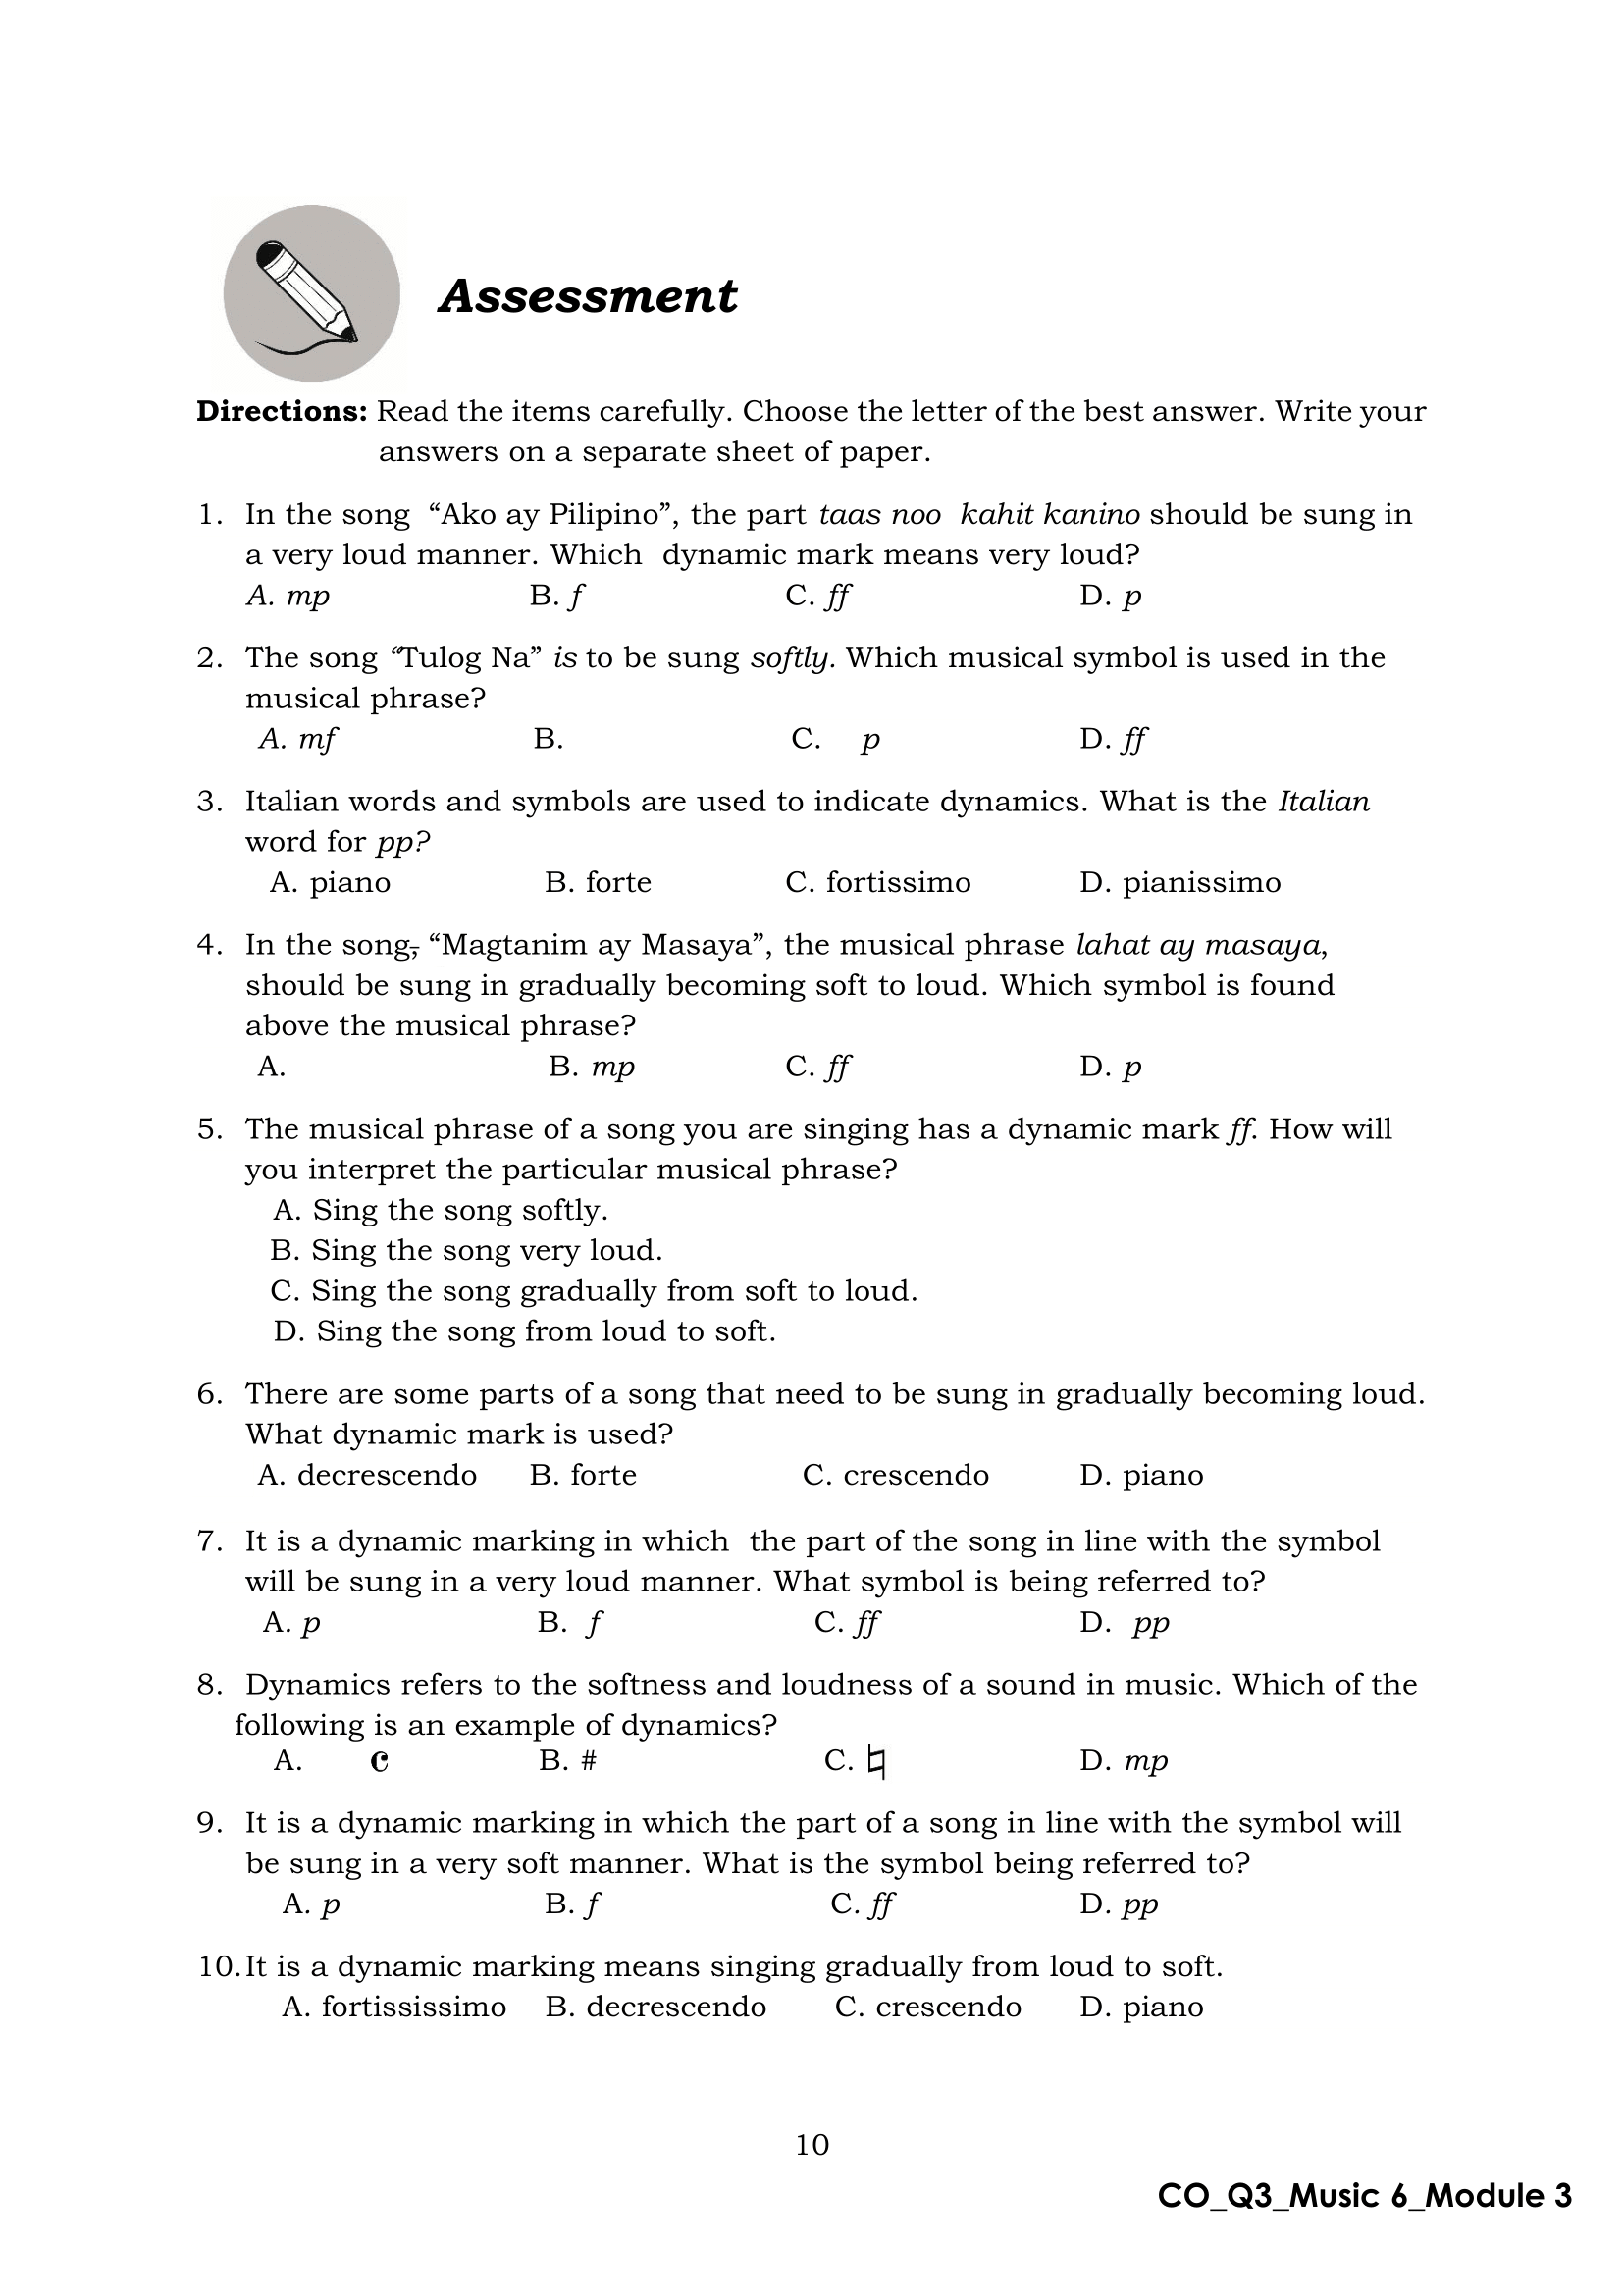 Assessment
Directions: Read the items carefully. Choose the letter of the best answer. Write your
answers on a separate sheet of paper.
1. In the song “Ako ay Pilipino”, the part taas noo kahit kanino should be sung in
a very loud manner. Which dynamic mark means very loud?
A. mp B. f C. ff D. p
2. The song “Tulog Na” is to be sung softly. Which musical symbol is used in the
musical phrase?
A. mf B. C. p D. ff
3. Italian words and symbols are used to indicate dynamics. What is the Italian
word for pp?
A. piano B. forte C. fortissimo D. pianissimo
4. In the song, “Magtanim ay Masaya”, the musical phrase lahat ay masaya,
should be sung in gradually becoming soft to loud. Which symbol is found
above the musical phrase?
A. B. mp C. ff D. p
5. The musical phrase of a song you are singing has a dynamic mark ff. How will
you interpret the particular musical phrase?
A. Sing the song softly.
B. Sing the song very loud.
C. Sing the song gradually from soft to loud.
D. Sing the song from loud to soft.
6. There are some parts of a song that need to be sung in gradually becoming loud.
What dynamic mark is used?
A. decrescendo B. forte C. crescendo D. piano
7. It is a dynamic marking in which the part of the song in line with the symbol
will be sung in a very loud manner. What symbol is being referred to?
A. p B. f C. ff D. pp
8. Dynamics refers to the softness and loudness of a sound in music. Which of the
following is an example of dynamics?
A. 𝄴 B. # C. ♮ D. mp
9. It is a dynamic marking in which the part of a song in line with the symbol will
be sung in a very soft manner. What is the symbol being referred to?
A. p B. f C. ff D. pp
10. It is a dynamic marking means singing gradually from loud to soft.
A. fortississimo B. decrescendo C. crescendo D. piano
10
CO_Q3_Music 6_Module 3